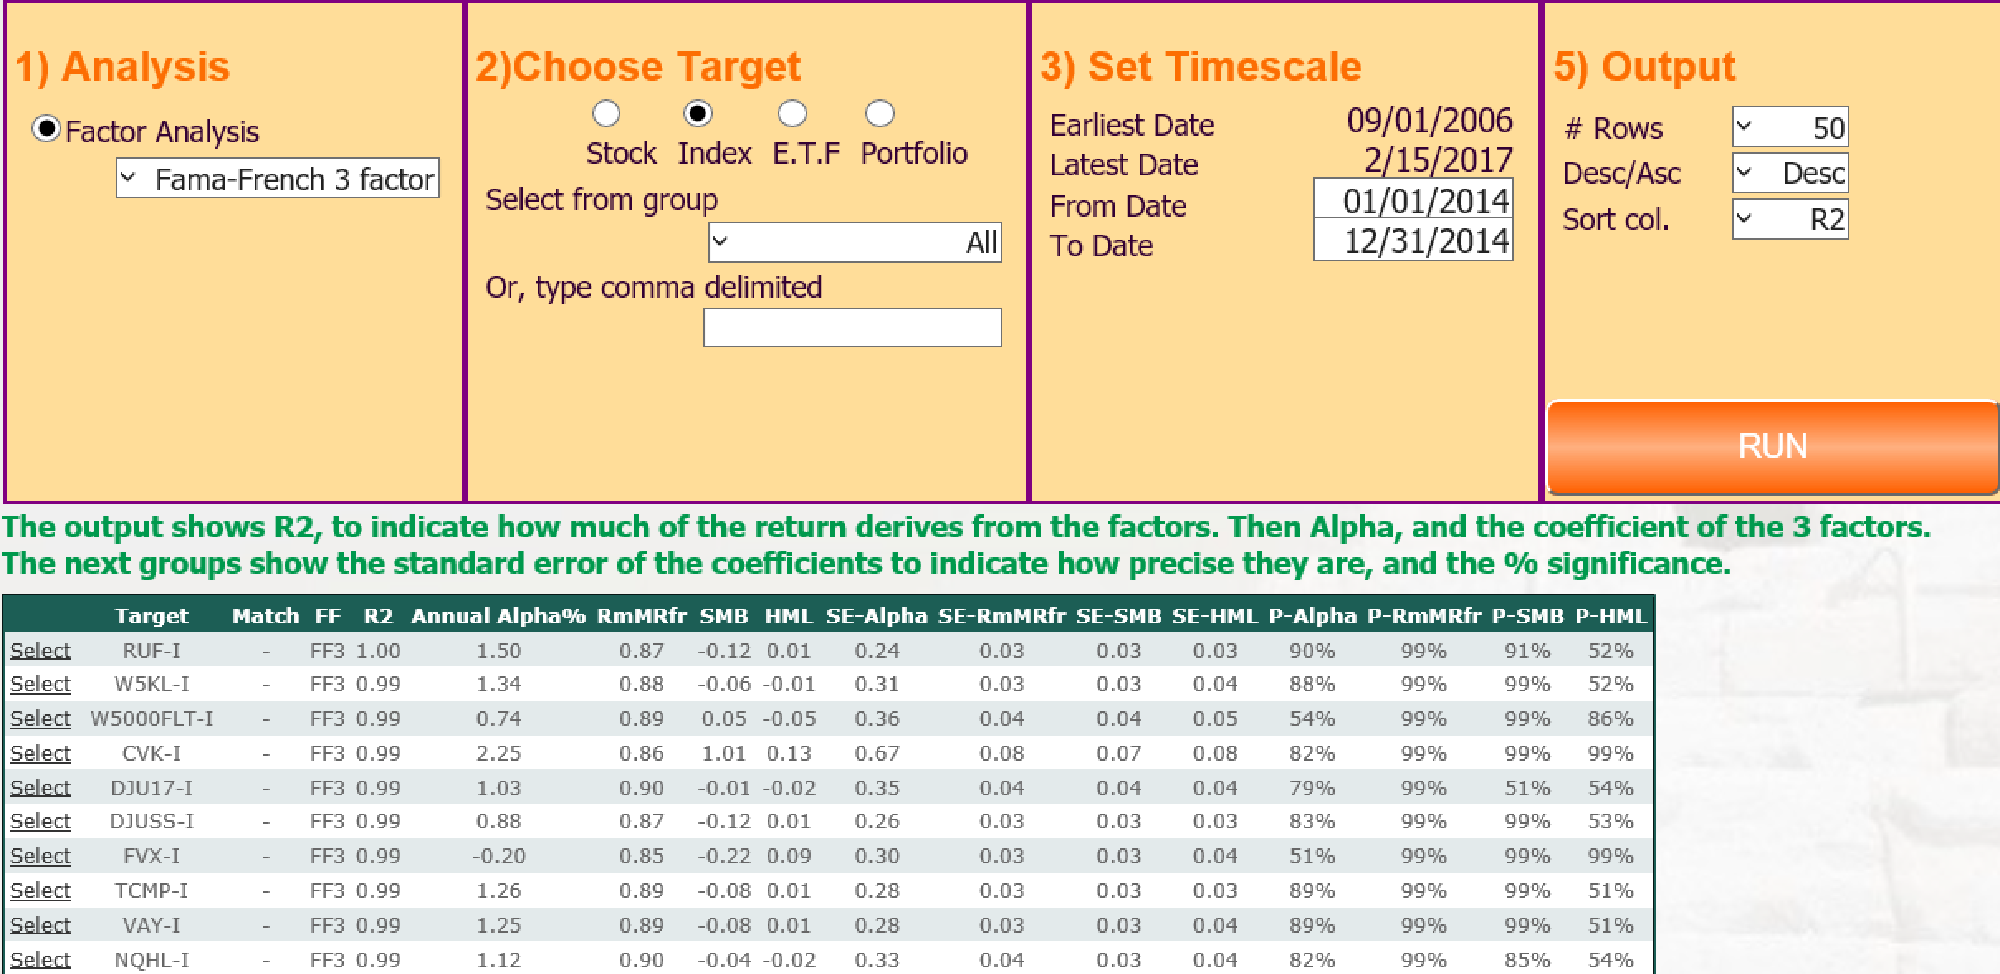 1) Analysis
Factor Analysis
Fama-French 3 factor
2)Choose Target
Stock Index E.T.F Portfolio
Select from group
All
Or, type comma delimited
3) Set Timescale
Earliest Date 09/01/2006
Latest Date 2/15/2017
From Date 01/01/2014
To Date 12/31/2014
5) Output
# Rows 50
Desc/Asc Desc
Sort col. R2
RUN
The output shows R2, to indicate how much of the return derives from the factors. Then Alpha, and the coefficient of the 3 factors.
The next groups show the standard error of the coefficients to indicate how precise they are, and the % significance.
Target Match FF R2 Annual Alpha% RmMRfr SMB HML SE-Alpha SE-RmMRfr SE-SMB SE-HML P-Alpha P-RmMRfr P-SMB P-HML
Select RUF-I - FF3 1.00 1.50 0.87 -0.12 0.01 0.24 0.03 0.03 0.03 90% 99% 91% 52%
Select W5KL-I - FF3 0.99 1.34 0.88 -0.06 -0.01 0.31 0.03 0.03 0.04 88% 99% 99% 52%
Select W5000FLT-I - FF3 0.99 0.74 0.89 0.05 -0.05 0.36 0.04 0.04 0.05 54% 99% 99% 86%
Select CVK-I - FF3 0.99 2.25 0.86 1.01 0.13 0.67 0.08 0.07 0.08 82% 99% 99% 99%
Select DJU17-I - FF3 0.99 1.03 0.90 -0.01 -0.02 0.35 0.04 0.04 0.04 79% 99% 51% 54%
Select DJUSS-I - FF3 0.99 0.88 0.87 -0.12 0.01 0.26 0.03 0.03 0.03 83% 99% 99% 53%
Select FVX-I - FF3 0.99 -0.20 0.85 -0.22 0.09 0.30 0.03 0.03 0.04 51% 99% 99% 99%
Select TCMP-I - FF3 0.99 1.26 0.89 -0.08 0.01 0.28 0.03 0.03 0.03 89% 99% 99% 51%
Select VAY-I - FF3 0.99 1.25 0.89 -0.08 0.01 0.28 0.03 0.03 0.04 89% 99% 99% 51%
Select NQHL-I - FF3 0.99 1.12 0.90 -0.04 -0.02 0.33 0.04 0.03 0.04 82% 99% 85% 54%